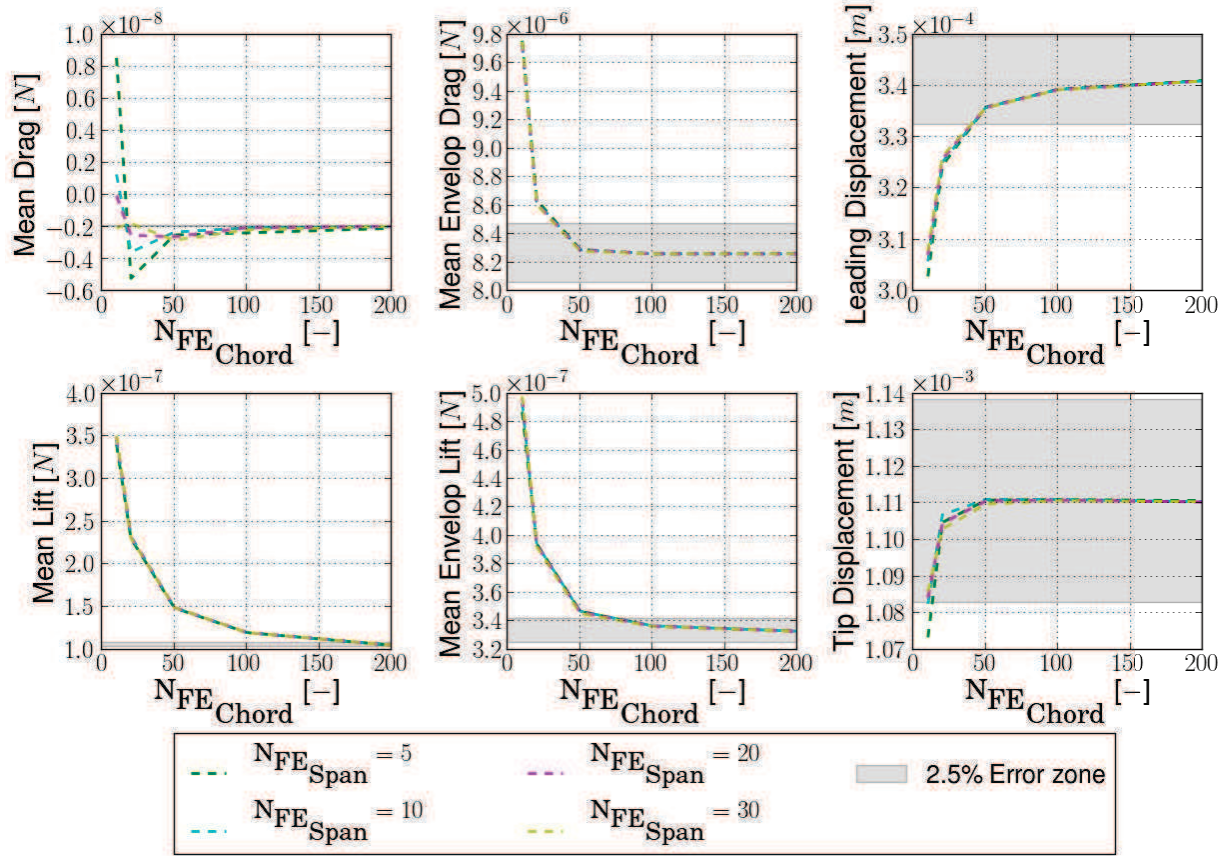 ×10⁻⁸
Mean Drag [N]
1.0
0.8
0.6
0.4
0.2
0.0
−0.2
−0.4
−0.6
0 50 100 150 200
N_FE_Chord [−]
×10⁻⁶
Mean Envelop Drag [N]
9.8
9.6
9.4
9.2
9.0
8.8
8.6
8.4
8.2
8.0
0 50 100 150 200
N_FE_Chord [−]
×10⁻⁴
Leading Displacement [m]
3.5
3.4
3.3
3.2
3.1
3.0
0 50 100 150 200
N_FE_Chord [−]
×10⁻⁷
Mean Lift [N]
4.0
3.5
3.0
2.5
2.0
1.5
1.0
0 50 100 150 200
N_FE_Chord [−]
×10⁻⁷
Mean Envelop Lift [N]
5.0
4.8
4.6
4.4
4.2
4.0
3.8
3.6
3.4
3.2
0 50 100 150 200
N_FE_Chord [−]
×10⁻³
Tip Displacement [m]
1.14
1.13
1.12
1.11
1.10
1.09
1.08
1.07
0 50 100 150 200
N_FE_Chord [−]
N_FE_Span = 5
N_FE_Span = 10
N_FE_Span = 20
N_FE_Span = 30
2.5% Error zone